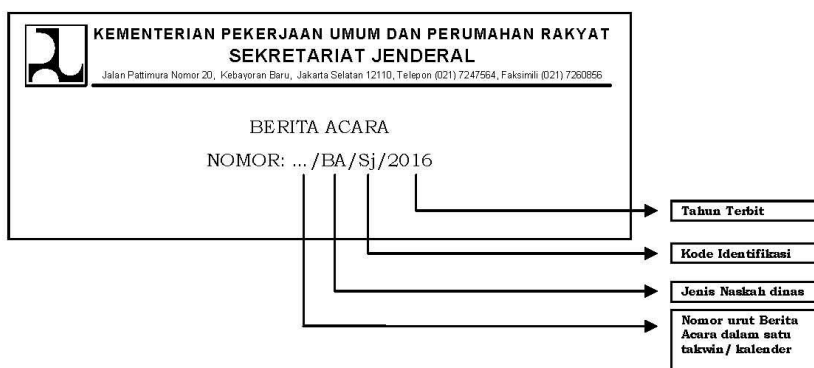 KEMENTERIAN PEKERJAAN UMUM DAN PERUMAHAN RAKYAT
SEKRETARIAT JENDERAL
Jalan Pattimura Nomor 20, Kebayoran Baru, Jakarta Selatan 12110, Telepon (021) 7247564, Faksimili (021) 7260856
BERITA ACARA
NOMOR: ... /BA/Sj/2016
Tahun Terbit
Kode Identifikasi
Jenis Naskah dinas
Nomor urut Berita
Acara dalam satu
takwin/ kalender